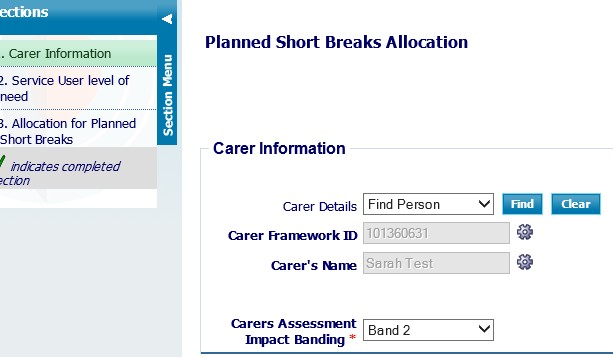 ections
. Carer Information
2. Service User level of
need
3. Allocation for Planned
Short Breaks
indicates completed
ection
Section Menu
Planned Short Breaks Allocation
Carer Information
Carer Details Find Person Find Clear
Carer Framework ID 101360631
Carer's Name Sarah Test
Carers Assessment
Impact Banding * Band 2